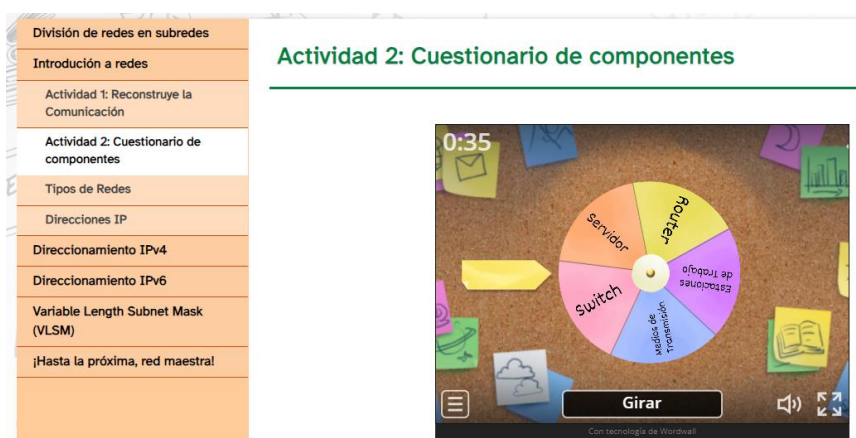 División de redes en subredes
Introdución a redes
Actividad 1: Reconstruye la
Comunicación
Actividad 2: Cuestionario de
componentes
Tipos de Redes
Direcciones IP
Direccionamiento IPv4
Direccionamiento IPv6
Variable Length Subnet Mask
(VLSM)
¡Hasta la próxima, red maestra!
Actividad 2: Cuestionario de componentes
0:35
Router
Servidor
Estaciones
de Trabajo
Switch
Medios de
Transmisión
Girar
Con tecnología de Wordwall